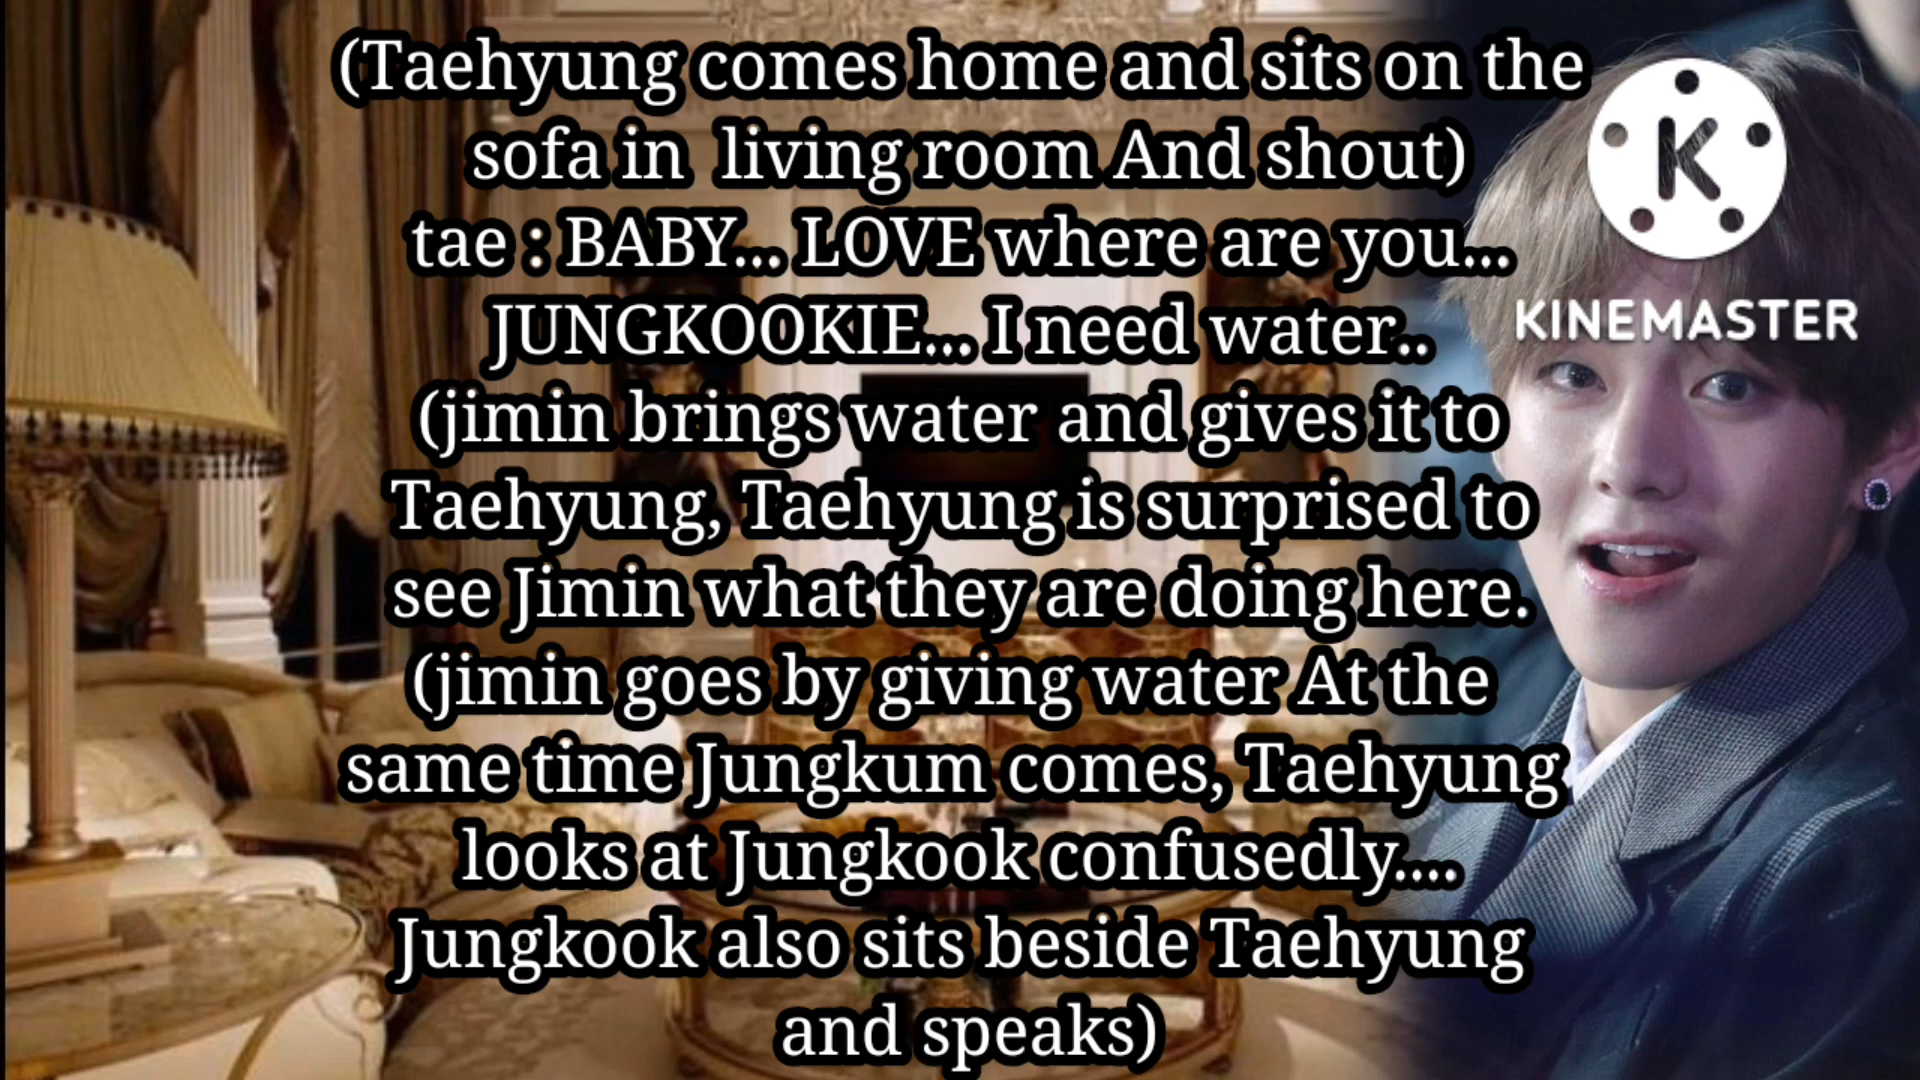 (Taehyung comes home and sits on the
sofa in  living room And shout)
tae : BABY... LOVE where are you...
JUNGKOOKIE... I need water..
(jimin brings water and gives it to
Taehyung, Taehyung is surprised to
see Jimin what they are doing here.
(jimin goes by giving water At the
same time Jungkum comes, Taehyung
looks at Jungkook confusedly....
Jungkook also sits beside Taehyung
and speaks)
K
KINEMASTER